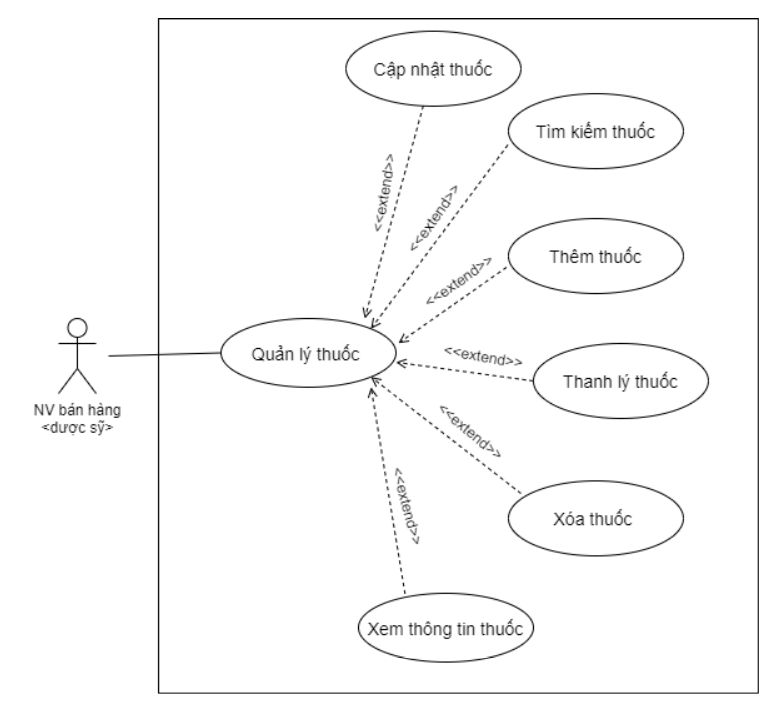 Cập nhật thuốc
Tìm kiếm thuốc
<<extend>>
<<extend>>
Thêm thuốc
<<extend>>
Quản lý thuốc
<<extend>>
Thanh lý thuốc
NV bán hàng
<dược sỹ>
<<extend>>
Xóa thuốc
<<extend>>
Xem thông tin thuốc